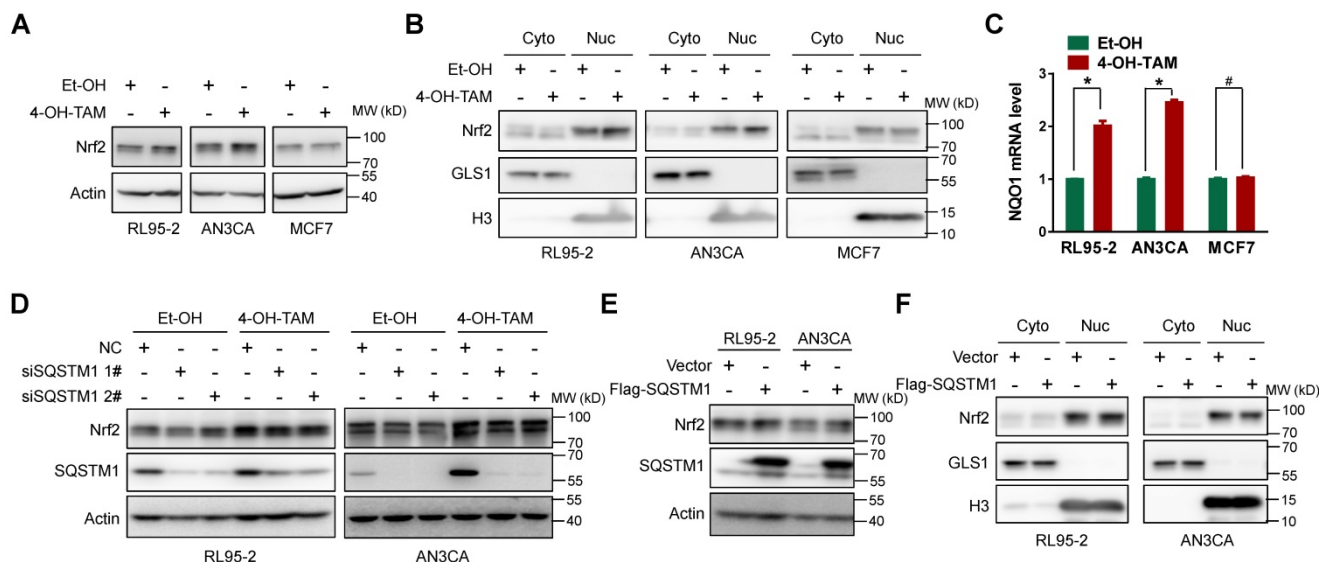 A
Et-OH + - + - + -
4-OH-TAM - + - + - + MW (kD)
Nrf2 100
70
Actin 55
40
RL95-2 AN3CA MCF7
B
Cyto Nuc Cyto Nuc Cyto Nuc
Et-OH + - + - + - + - + - + -
4-OH-TAM - + - + - + - + - + - + MW (kD)
Nrf2 100
70
GLS1 70
55
H3 15
10
RL95-2 AN3CA MCF7
C
Et-OH
4-OH-TAM
NQO1 mRNA level
3
2
1
0
* * #
RL95-2 AN3CA MCF7
D
Et-OH 4-OH-TAM Et-OH 4-OH-TAM
NC + - - + - - + - - + - -
siSQSTM1 1# - + - - + - - + - - + -
siSQSTM1 2# - - + - - + - - + - - + MW (kD)
Nrf2 100
70
SQSTM1 70
55
Actin 55
40
RL95-2 AN3CA
E
RL95-2 AN3CA
Vector + - + -
Flag-SQSTM1 - + - + MW (kD)
Nrf2 100
70
SQSTM1 70
55
Actin 55
40
F
Cyto Nuc Cyto Nuc
Vector + - + - + - + -
Flag-SQSTM1 - + - + - + - + MW (kD)
Nrf2 100
70
GLS1 70
55
H3 15
10
RL95-2 AN3CA